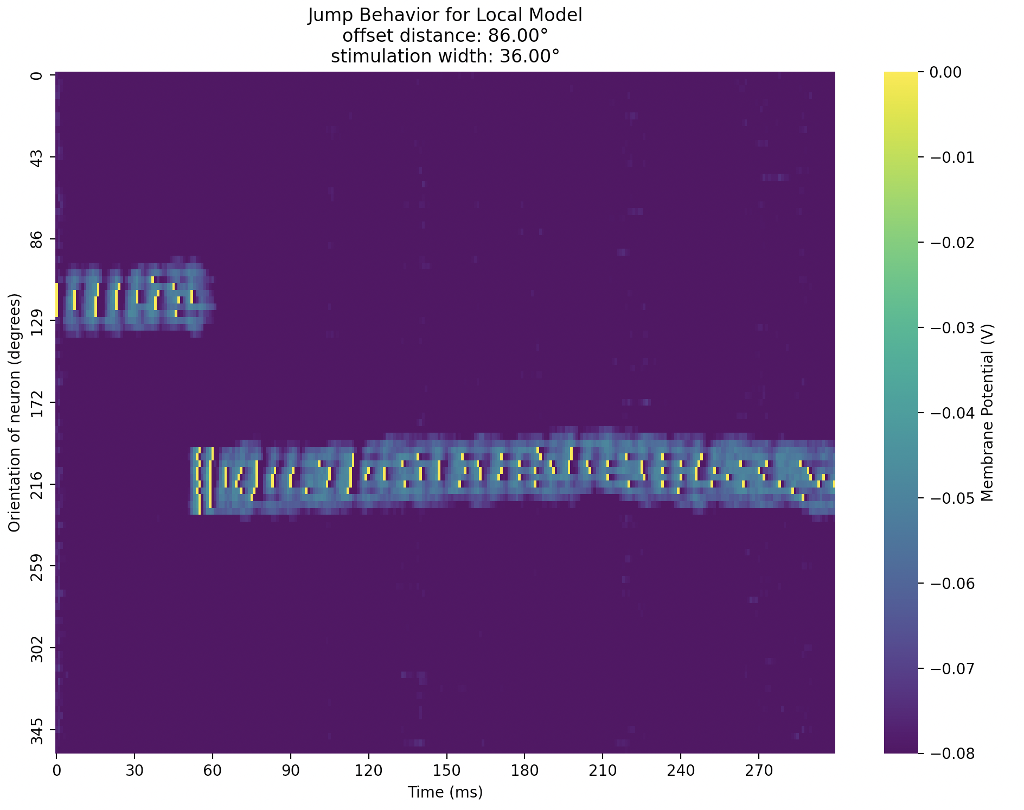 Jump Behavior for Local Model
offset distance: 86.00°
stimulation width: 36.00°
Orientation of neuron (degrees)
0
43
86
129
172
216
259
302
345
0 30 60 90 120 150 180 210 240 270
Time (ms)
0.00
−0.01
−0.02
−0.03
−0.04
−0.05
−0.06
−0.07
−0.08
Membrane Potential (V)